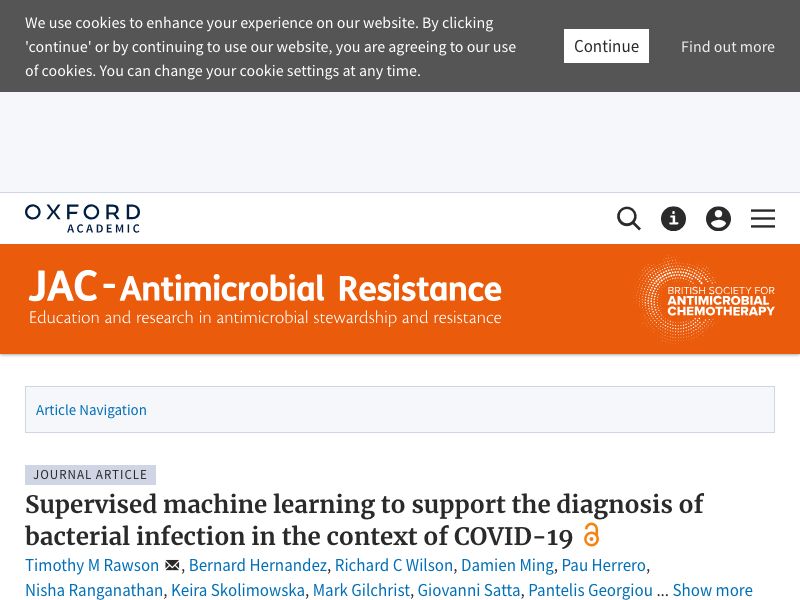 We use cookies to enhance your experience on our website. By clicking
'continue' or by continuing to use our website, you are agreeing to our use
of cookies. You can change your cookie settings at any time.
Continue
Find out more
OXFORD
ACADEMIC
JAC-Antimicrobial Resistance
Education and research in antimicrobial stewardship and resistance
BRITISH SOCIETY FOR
ANTIMICROBIAL
CHEMOTHERAPY
Article Navigation
JOURNAL ARTICLE
Supervised machine learning to support the diagnosis of
bacterial infection in the context of COVID-19
Timothy M Rawson, Bernard Hernandez, Richard C Wilson, Damien Ming, Pau Herrero,
Nisha Ranganathan, Keira Skolimowska, Mark Gilchrist, Giovanni Satta, Pantelis Georgiou ... Show more